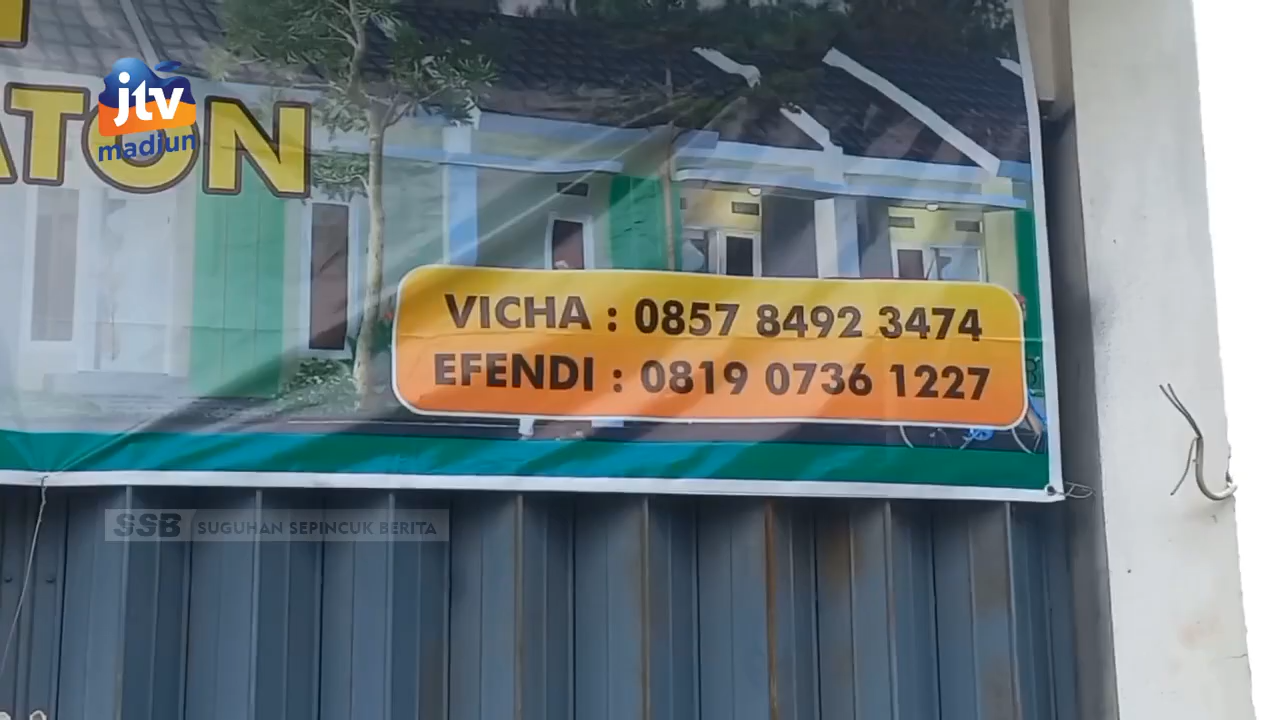 jtv
madiun
ATON
VICHA : 0857 8492 3474
EFENDI : 0819 0736 1227
SSB SUGUHAN SEPINCUK BERITA